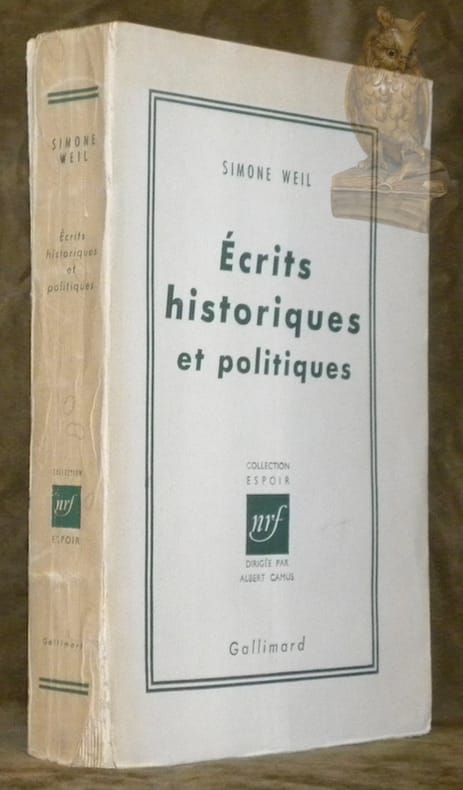 SIMONE
WEIL
Écrits
historiques
et
politiques
COLLECTION
nrf
ESPOIR
Gallimard
SIMONE WEIL
Écrits
historiques
et politiques
COLLECTION
ESPOIR
nrf
DIRIGÉE PAR
ALBERT CAMUS
Gallimard